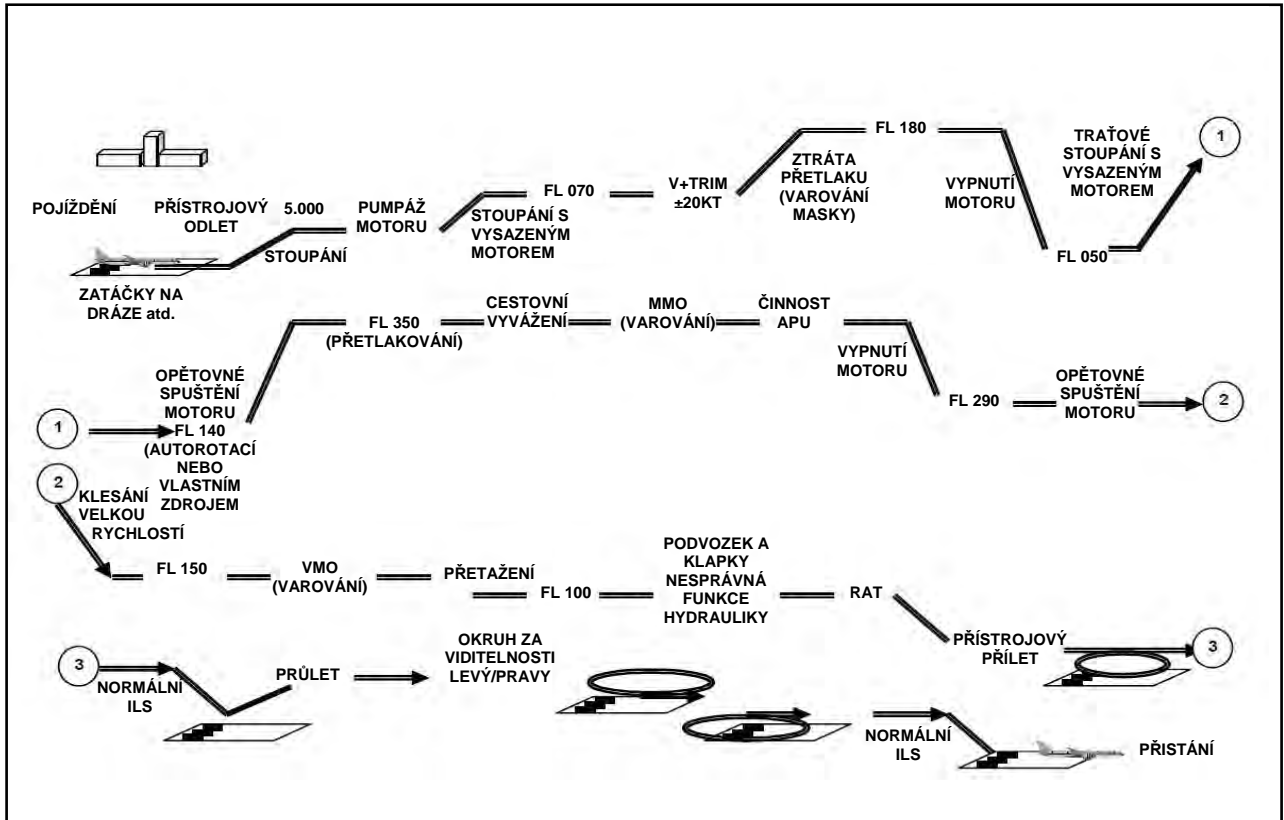 FL 180
TRAŤOVÉ
STOUPÁNÍ S
VYSAZENÝM
MOTOREM
1
ZTRÁTA
PŘETLAKU
(VAROVÁNÍ
MASKY)
VYPNUTÍ
MOTORU
FL 050
POJÍŽDĚNÍ
PŘÍSTROJOVÝ
ODLET
5.000
STOUPÁNÍ
PUMPÁŽ
MOTORU
STOUPÁNÍ S
VYSAZENÝM
MOTOREM
FL 070
V+TRIM
±20KT
ZATÁČKY NA
DRÁZE atd.
1
OPĚTOVNÉ
SPUŠTĚNÍ
MOTORU
FL 140
(AUTOROTACÍ
NEBO
VLASTNÍM
ZDROJEM
FL 350
(PŘETLAKOVÁNÍ)
CESTOVNÍ
VYVÁŽENÍ
MMO
(VAROVÁNÍ)
ČINNOST
APU
VYPNUTÍ
MOTORU
FL 290
OPĚTOVNÉ
SPUŠTĚNÍ
MOTORU
2
2
KLESÁNÍ
VELKOU
RYCHLOSTÍ
FL 150
VMO
(VAROVÁNÍ)
PŘETAŽENÍ
FL 100
PODVOZEK A
KLAPKY
NESPRÁVNÁ
FUNKCE
HYDRAULIKY
RAT
PŘÍSTROJOVÝ
PŘÍLET
3
3
NORMÁLNÍ
ILS
PRŮLET
OKRUH ZA
VIDITELNOSTI
LEVÝ/PRAVY
NORMÁLNÍ
ILS
PŘISTÁNÍ